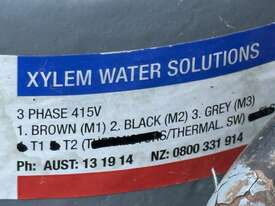 XYLEM WATER SOLUTIONS
3 PHASE 415V
1. BROWN (M1) 2. BLACK (M2) 3. GREY (M3)
T1 T2 (T /THERMAL. SW)
Ph: AUST: 13 19 14 NZ: 0800 331 914